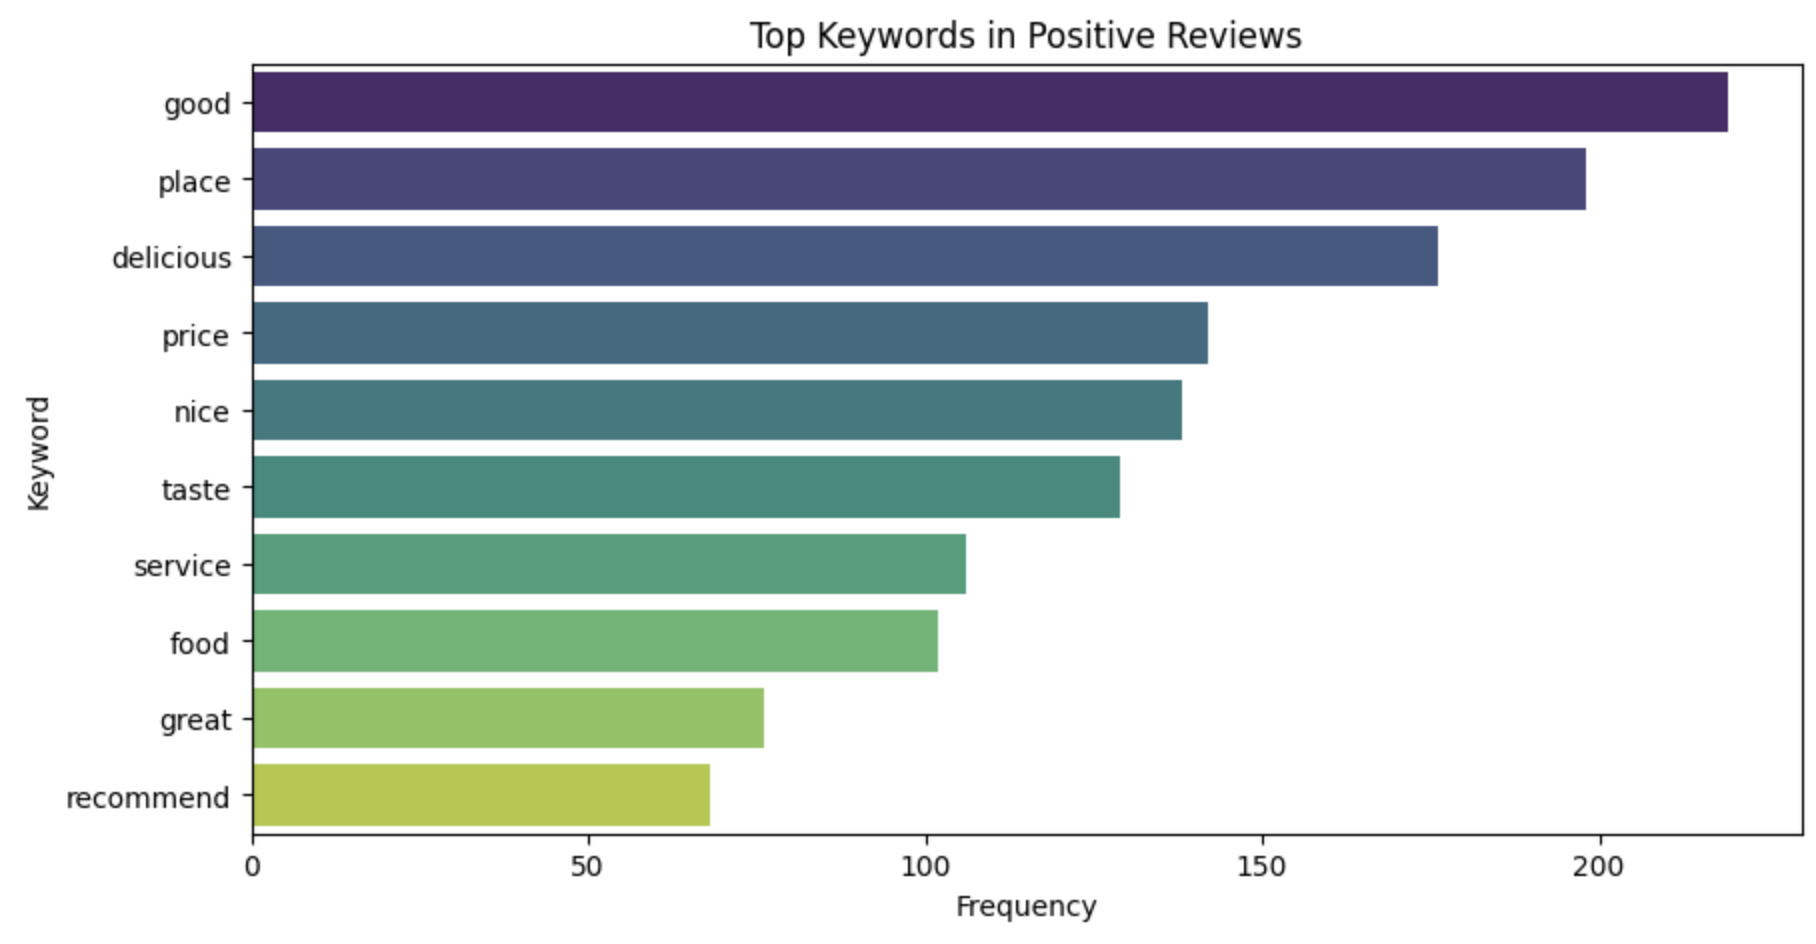 Top Keywords in Positive Reviews
good
place
delicious
price
nice
taste
service
food
great
recommend
Keyword
0 50 100 150 200
Frequency